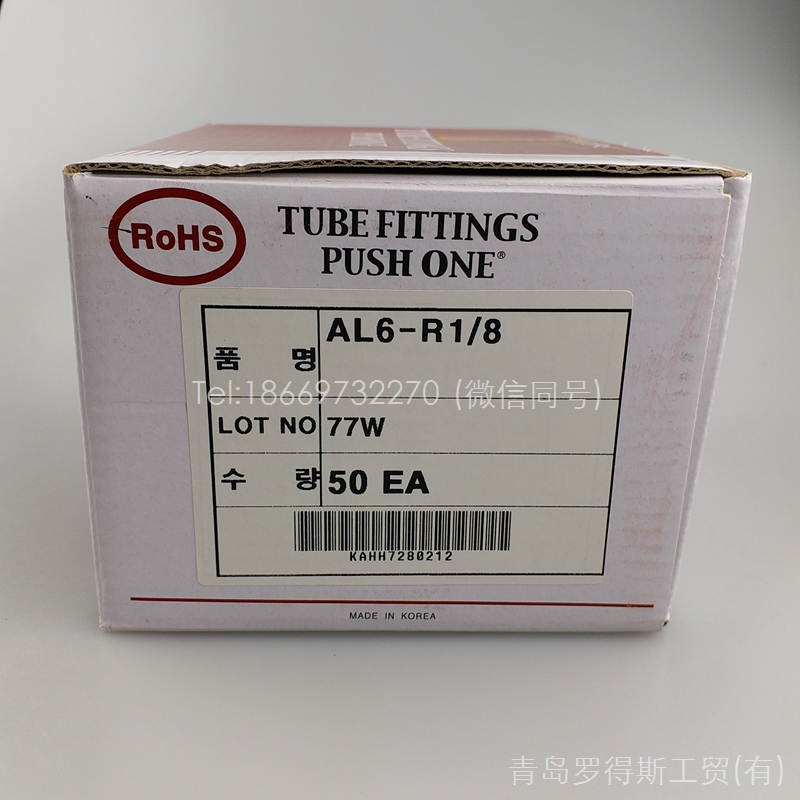 RoHS
TUBE FITTINGS
PUSH ONE®
품 명 AL6-R1/8
Tel:18669732270 (微信同号)
LOT NO 77W
수 량 50 EA
KAHH7280212
MADE IN KOREA
青岛罗得斯工贸(有)